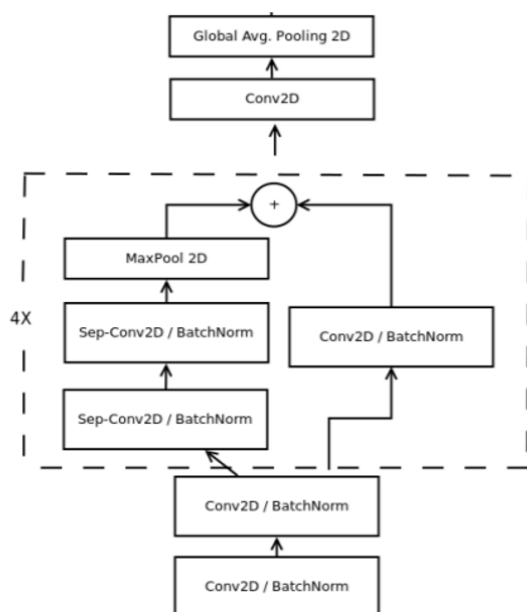 Global Avg. Pooling 2D
Conv2D
+
MaxPool 2D
4X
Sep-Conv2D / BatchNorm
Conv2D / BatchNorm
Sep-Conv2D / BatchNorm
Conv2D / BatchNorm
Conv2D / BatchNorm